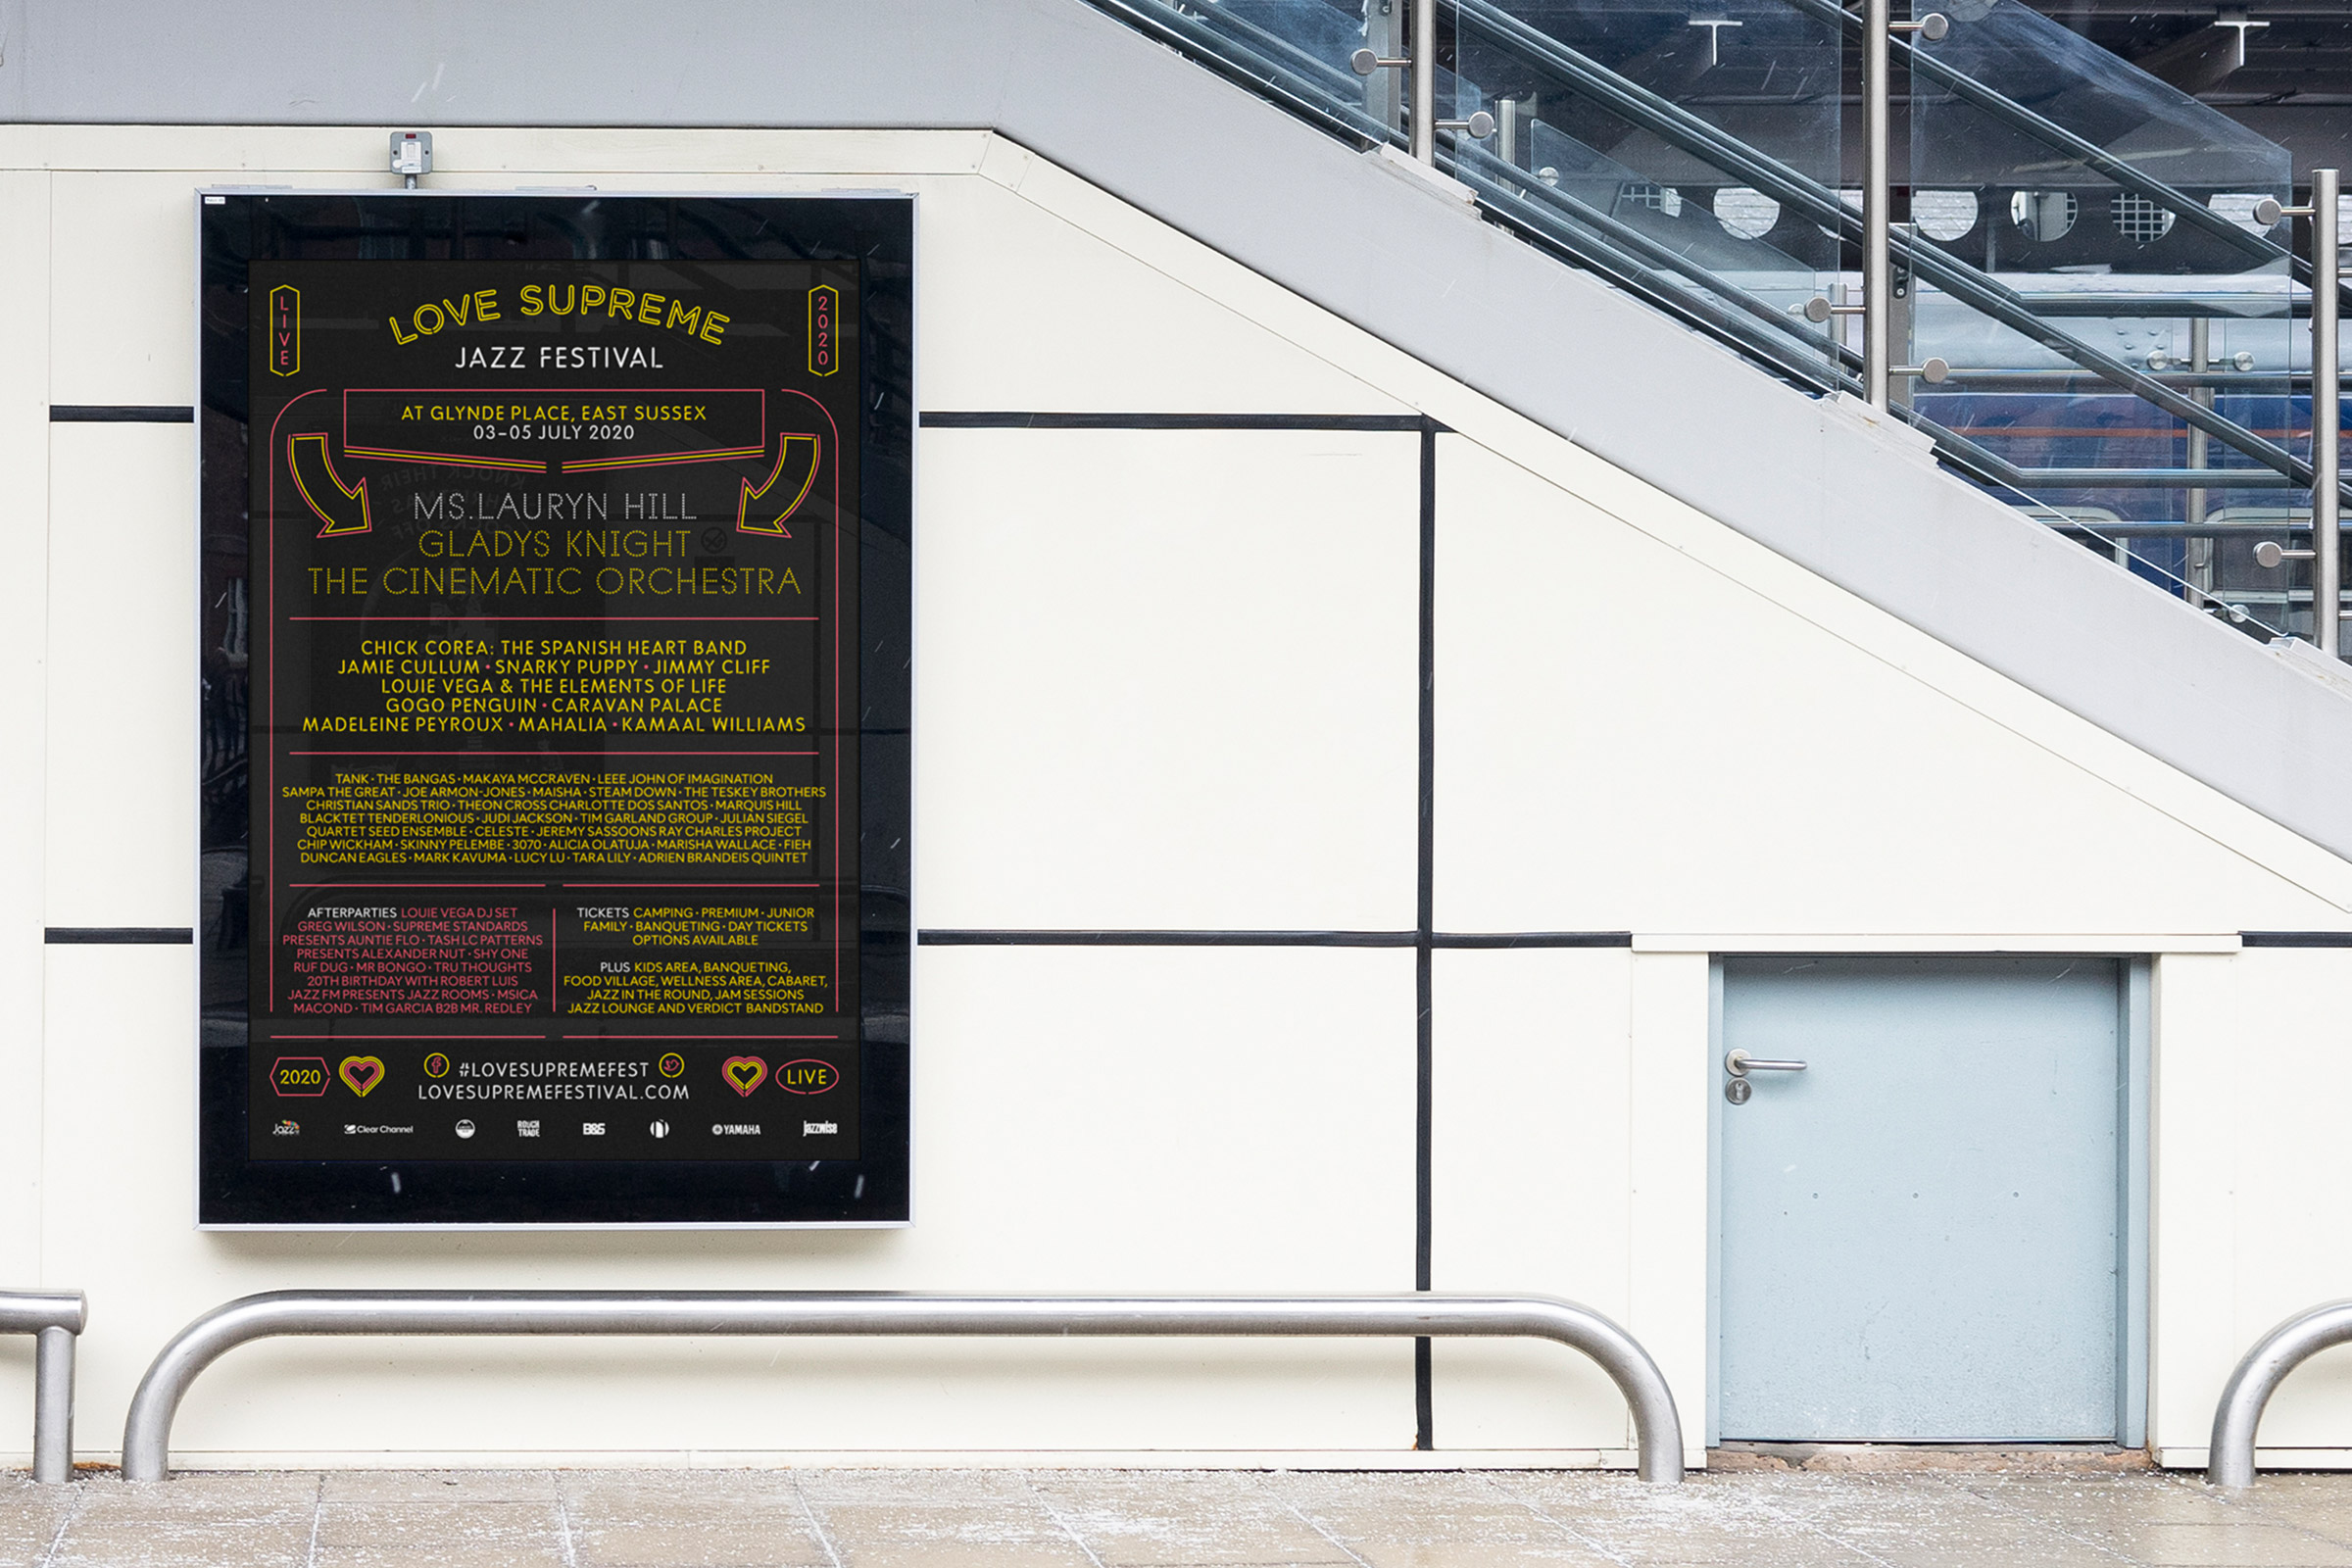 LIVE
LOVE SUPREME
2020
JAZZ FESTIVAL
AT GLYNDE PLACE, EAST SUSSEX
03-05 JULY 2020
MS.LAURYN HILL
GLADYS KNIGHT
THE CINEMATIC ORCHESTRA
CHICK COREA: THE SPANISH HEART BAND
JAMIE CULLUM • SNARKY PUPPY • JIMMY CLIFF
LOUIE VEGA & THE ELEMENTS OF LIFE
GOGO PENGUIN • CARAVAN PALACE
MADELEINE PEYROUX • MAHALIA • KAMAAL WILLIAMS
TANK • THE BANGAS • MAKAYA MCCRAVEN • LEEE JOHN OF IMAGINATION
SAMPA THE GREAT • JOE ARMON-JONES • MAISHA • STEAM DOWN • THE TESKEY BROTHERS
CHRISTIAN SANDS TRIO • THEON CROSS CHARLOTTE DOS SANTOS • MARQUIS HILL
BLACKTET TENDERLONIOUS • JUDI JACKSON • TIM GARLAND GROUP • JULIAN SIEGEL
QUARTET SEED ENSEMBLE • CELESTE • JEREMY SASSOONS RAY CHARLES PROJECT
CHIP WICKHAM • SKINNY PELEMBE • 3070 • ALICIA OLATUJA • MARISHA WALLACE • FIEH
DUNCAN EAGLES • MARK KAVUMA • LUCY LU • TARA LILY • ADRIEN BRANDEIS QUINTET
AFTERPARTIES LOUIE VEGA DJ SET
GREG WILSON • SUPREME STANDARDS
PRESENTS AUNTIE FLO • TASH LC PATTERNS
PRESENTS ALEXANDER NUT • SHY ONE
RUF DUG • MR BONGO • TRU THOUGHTS
20TH BIRTHDAY WITH ROBERT LUIS
JAZZ FM PRESENTS JAZZ ROOMS • MSICA
MACOND • TIM GARCIA B2B MR. REDLEY
TICKETS CAMPING • PREMIUM • JUNIOR
FAMILY • BANQUETING • DAY TICKETS
OPTIONS AVAILABLE
PLUS KIDS AREA, BANQUETING,
FOOD VILLAGE, WELLNESS AREA, CABARET,
JAZZ IN THE ROUND, JAM SESSIONS
JAZZ LOUNGE AND VERDICT BANDSTAND
2020
#LOVESUPREMEFEST
LOVESUPREMEFESTIVAL.COM
LIVE
Jazz
Clear Channel
ROUGH TRADE
B&S
YAMAHA
jazzwise